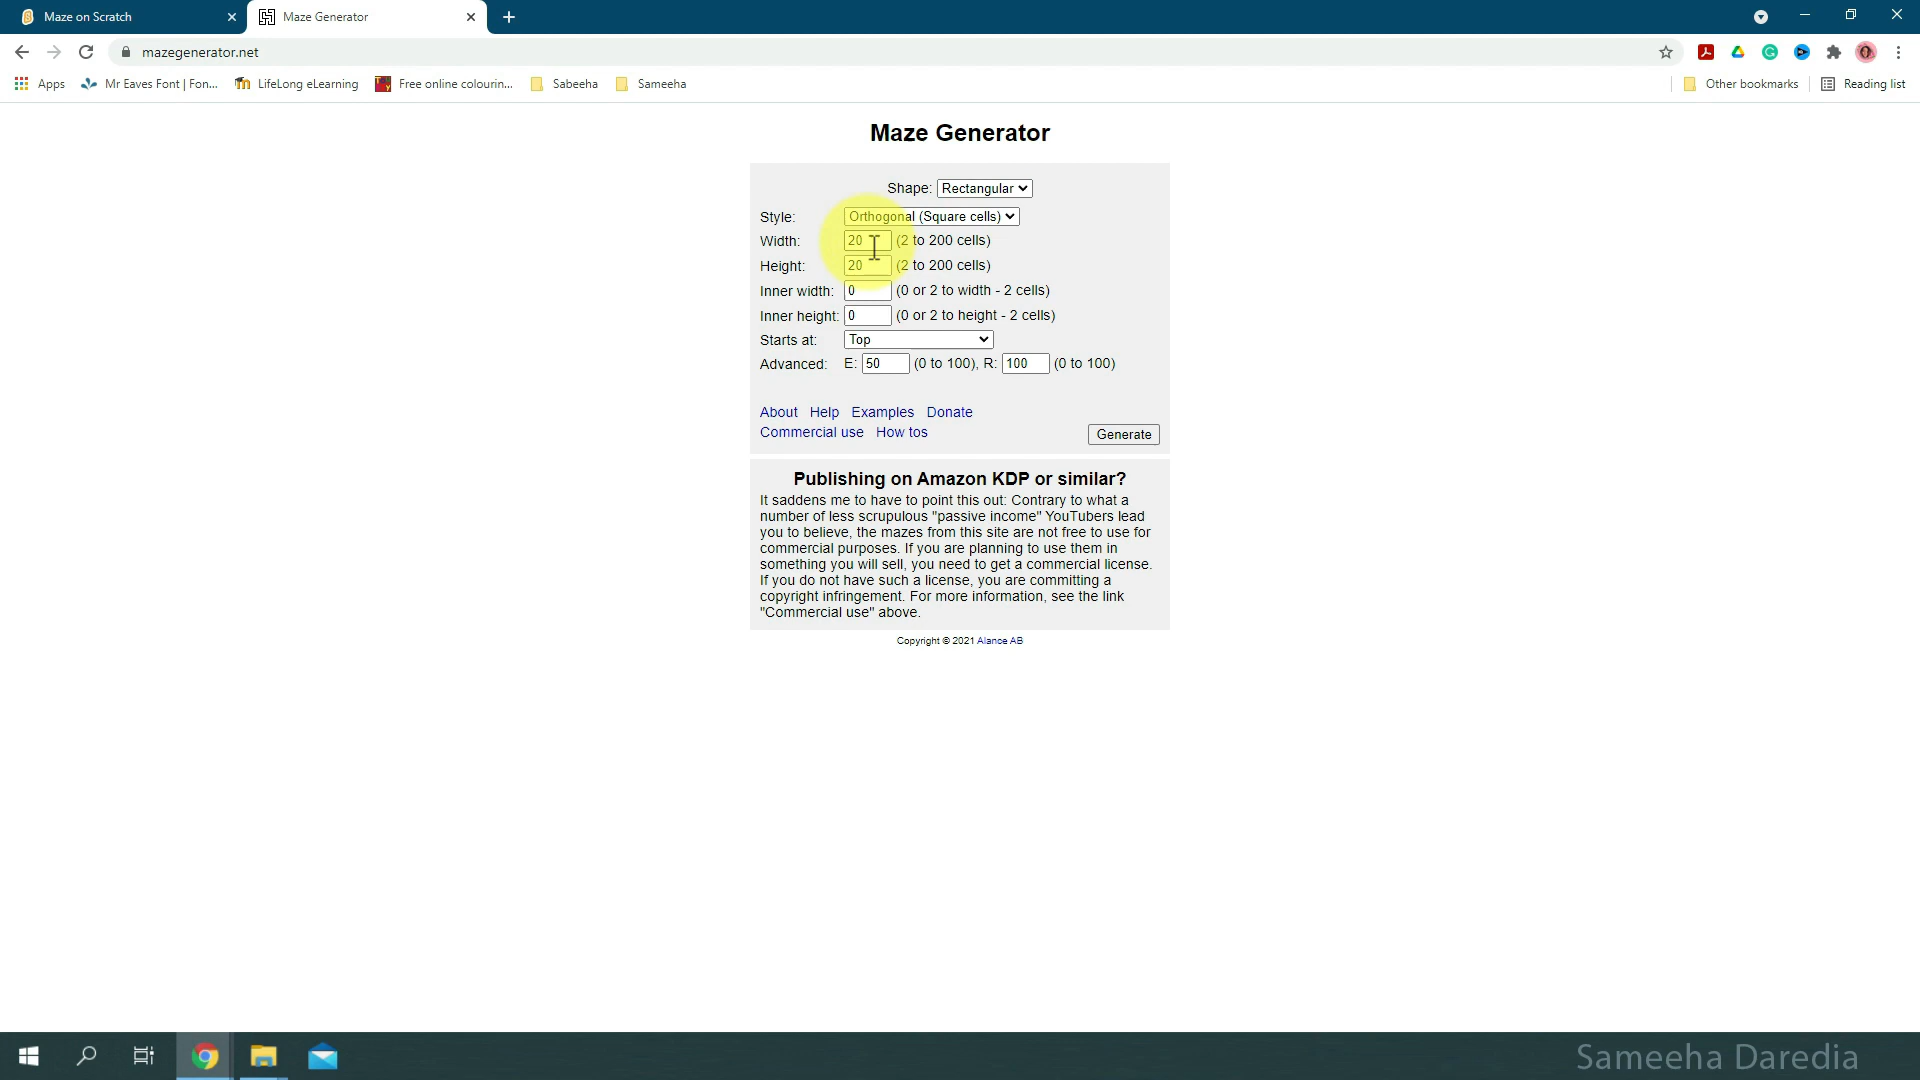 Maze on Scratch
Maze Generator
mazegenerator.net
Apps Mr Eaves Font | Fon... LifeLong eLearning Free online colourin... Sabeeha Sameeha Other bookmarks Reading list
Maze Generator
Shape: Rectangular
Style: Orthogonal (Square cells)
Width: 20 (2 to 200 cells)
Height: 20 (2 to 200 cells)
Inner width: 0 (0 or 2 to width - 2 cells)
Inner height: 0 (0 or 2 to height - 2 cells)
Starts at: Top
Advanced: E: 50 (0 to 100), R: 100 (0 to 100)
About Help Examples Donate
Commercial use How tos
Generate
Publishing on Amazon KDP or similar?
It saddens me to have to point this out: Contrary to what a
number of less scrupulous "passive income" YouTubers lead
you to believe, the mazes from this site are not free to use for
commercial purposes. If you are planning to use them in
something you will sell, you need to get a commercial license.
If you do not have such a license, you are committing a
copyright infringement. For more information, see the link
"Commercial use" above.
Copyright © 2021 Alance AB
Sameeha Daredia